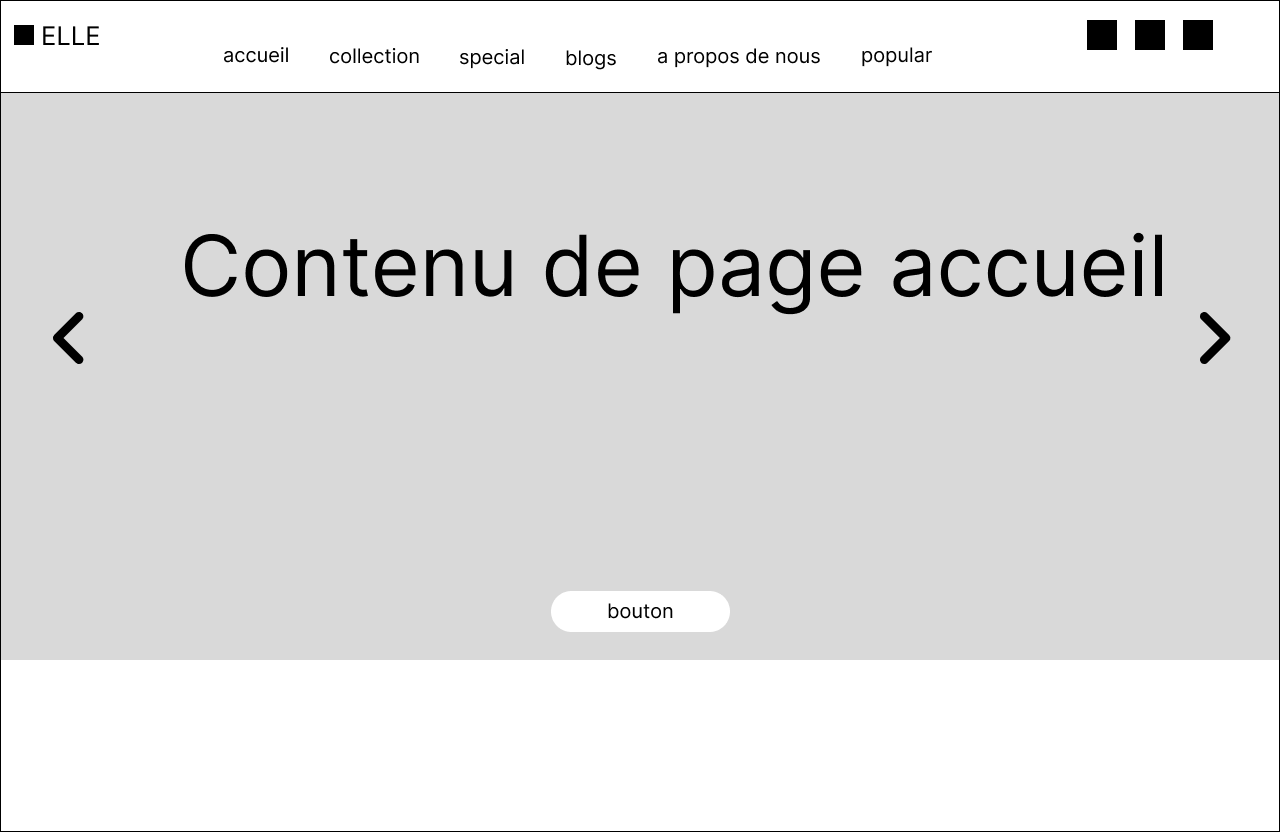 ELLE
accueil collection special blogs a propos de nous popular
Contenu de page accueil
bouton